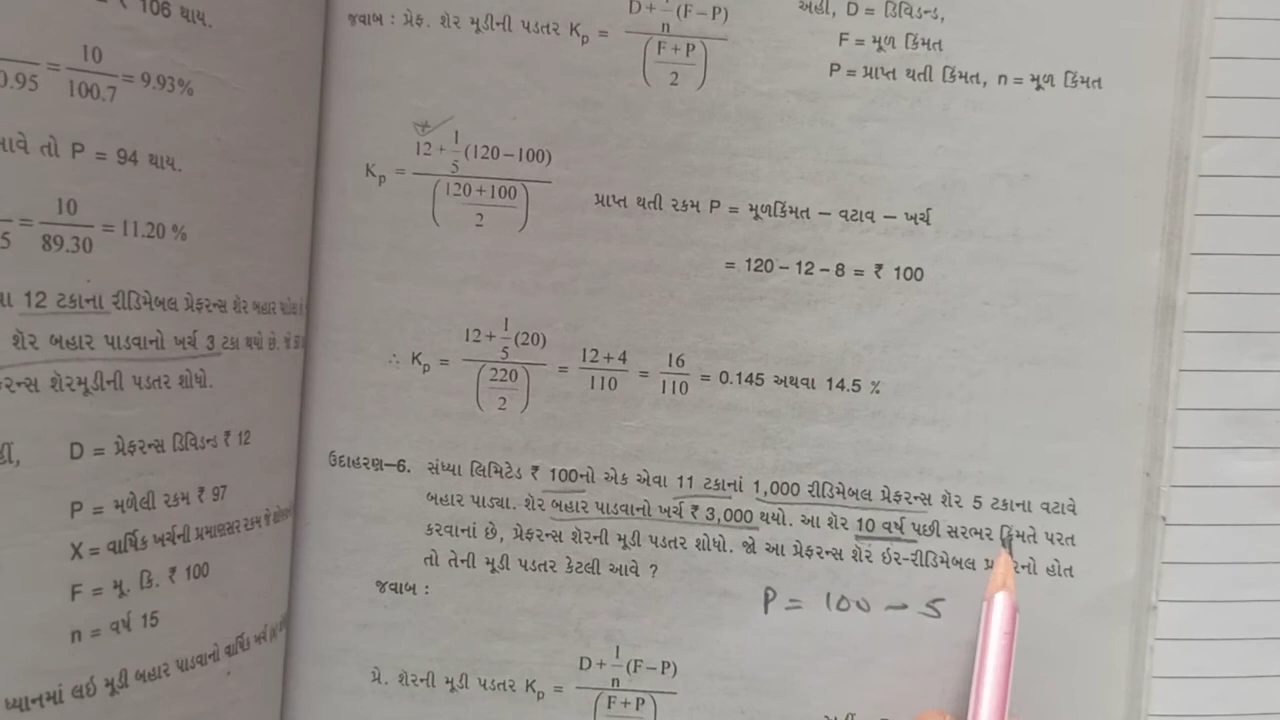 106 થાય.
0.95 = 10/100.7 = 9.93%
આવે તો P = 94 થાય.
5 = 10/89.30 = 11.20 %
12 ટકાના રીડિમેબલ પ્રેફરન્સ શેર બહાર
શૅર બહાર પાડવાનો ખર્ચ 3 ટકા થયો છે.
રન્સ શૅરમૂડીની પડતર શોધો.
D = પ્રેફરન્સ ડિવિડન્ડ ₹ 12
P = મળેલી રકમ ₹ 97
X = વાર્ષિક ખર્ચની પ્રમાણસર રકમ જે
F = મૂ. કિં. ₹ 100
n = વર્ષ 15
ધ્યાનમાં લઇ મૂડી બહાર પાડવાનો વાર્ષિક ખર્ચ
જવાબ : પ્રેફ. શૅર મૂડીની પડતર Kp = (D + 1/n (F – P)) / ((F + P)/2)
અહીં, D = ડિવિડન્ડ,
F = મૂળ કિંમત
P = પ્રાપ્ત થતી કિંમત, n = મૂળ કિંમત
Kp = (12 + 1/5 (120 – 100)) / ((120 + 100)/2)
પ્રાપ્ત થતી રકમ P = મૂળકિંમત – વટાવ – ખર્ચ
= 120 – 12 – 8 = ₹ 100
∴ Kp = (12 + 1/5 (20)) / (220/2) = (12 + 4)/110 = 16/110 = 0.145 અથવા 14.5 %
ઉદાહરણ–6. સંધ્યા લિમિટેડ ₹ 100નો એક એવા 11 ટકાનાં 1,000 રીડિમેબલ પ્રેફરન્સ શૅર 5 ટકાના વટાવે
બહાર પાડ્યા. શૅર બહાર પાડવાનો ખર્ચ ₹ 3,000 થયો. આ શૅર 10 વર્ષ પછી સરભર કિંમતે પરત
કરવાનાં છે, પ્રેફરન્સ શૅરની મૂડી પડતર શોધો. જો આ પ્રેફરન્સ શૅર ઇર-રીડિમેબલ હોત
તો તેની મૂડી પડતર કેટલી આવે ?
જવાબ :
P = 100 – 5
પ્રે. શૅરની મૂડી પડતર Kp = (D + 1/n (F – P)) / ((F + P)